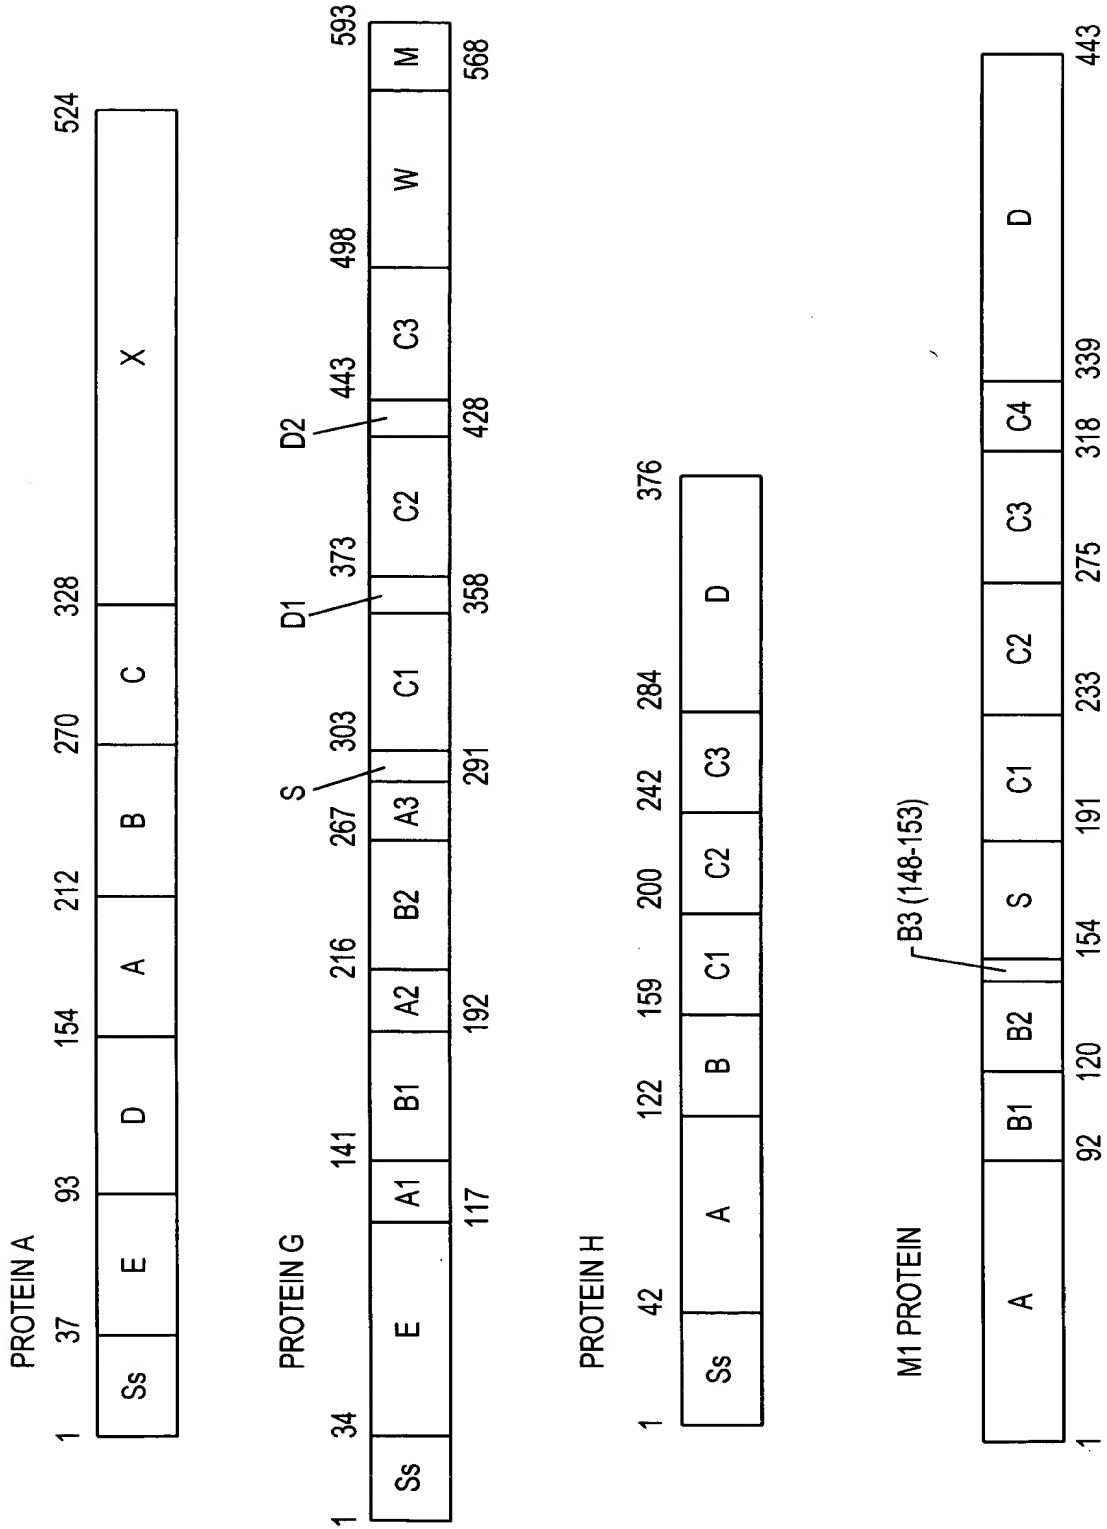 PROTEIN A
1 37 93 154 212 270 328 524
Ss E D A B C X
PROTEIN G
S D1 D2
1 34 141 216 267 303 373 443 498 593
Ss E A1 B1 A2 B2 A3 C1 C2 C3 W M
117 192 291 358 428 568
PROTEIN H
1 42 122 159 200 242 284 376
Ss A B C1 C2 C3 D
M1 PROTEIN
B3 (148-153)
A B1 B2 S C1 C2 C3 C4 D
1 92 120 154 191 233 275 318 339 443